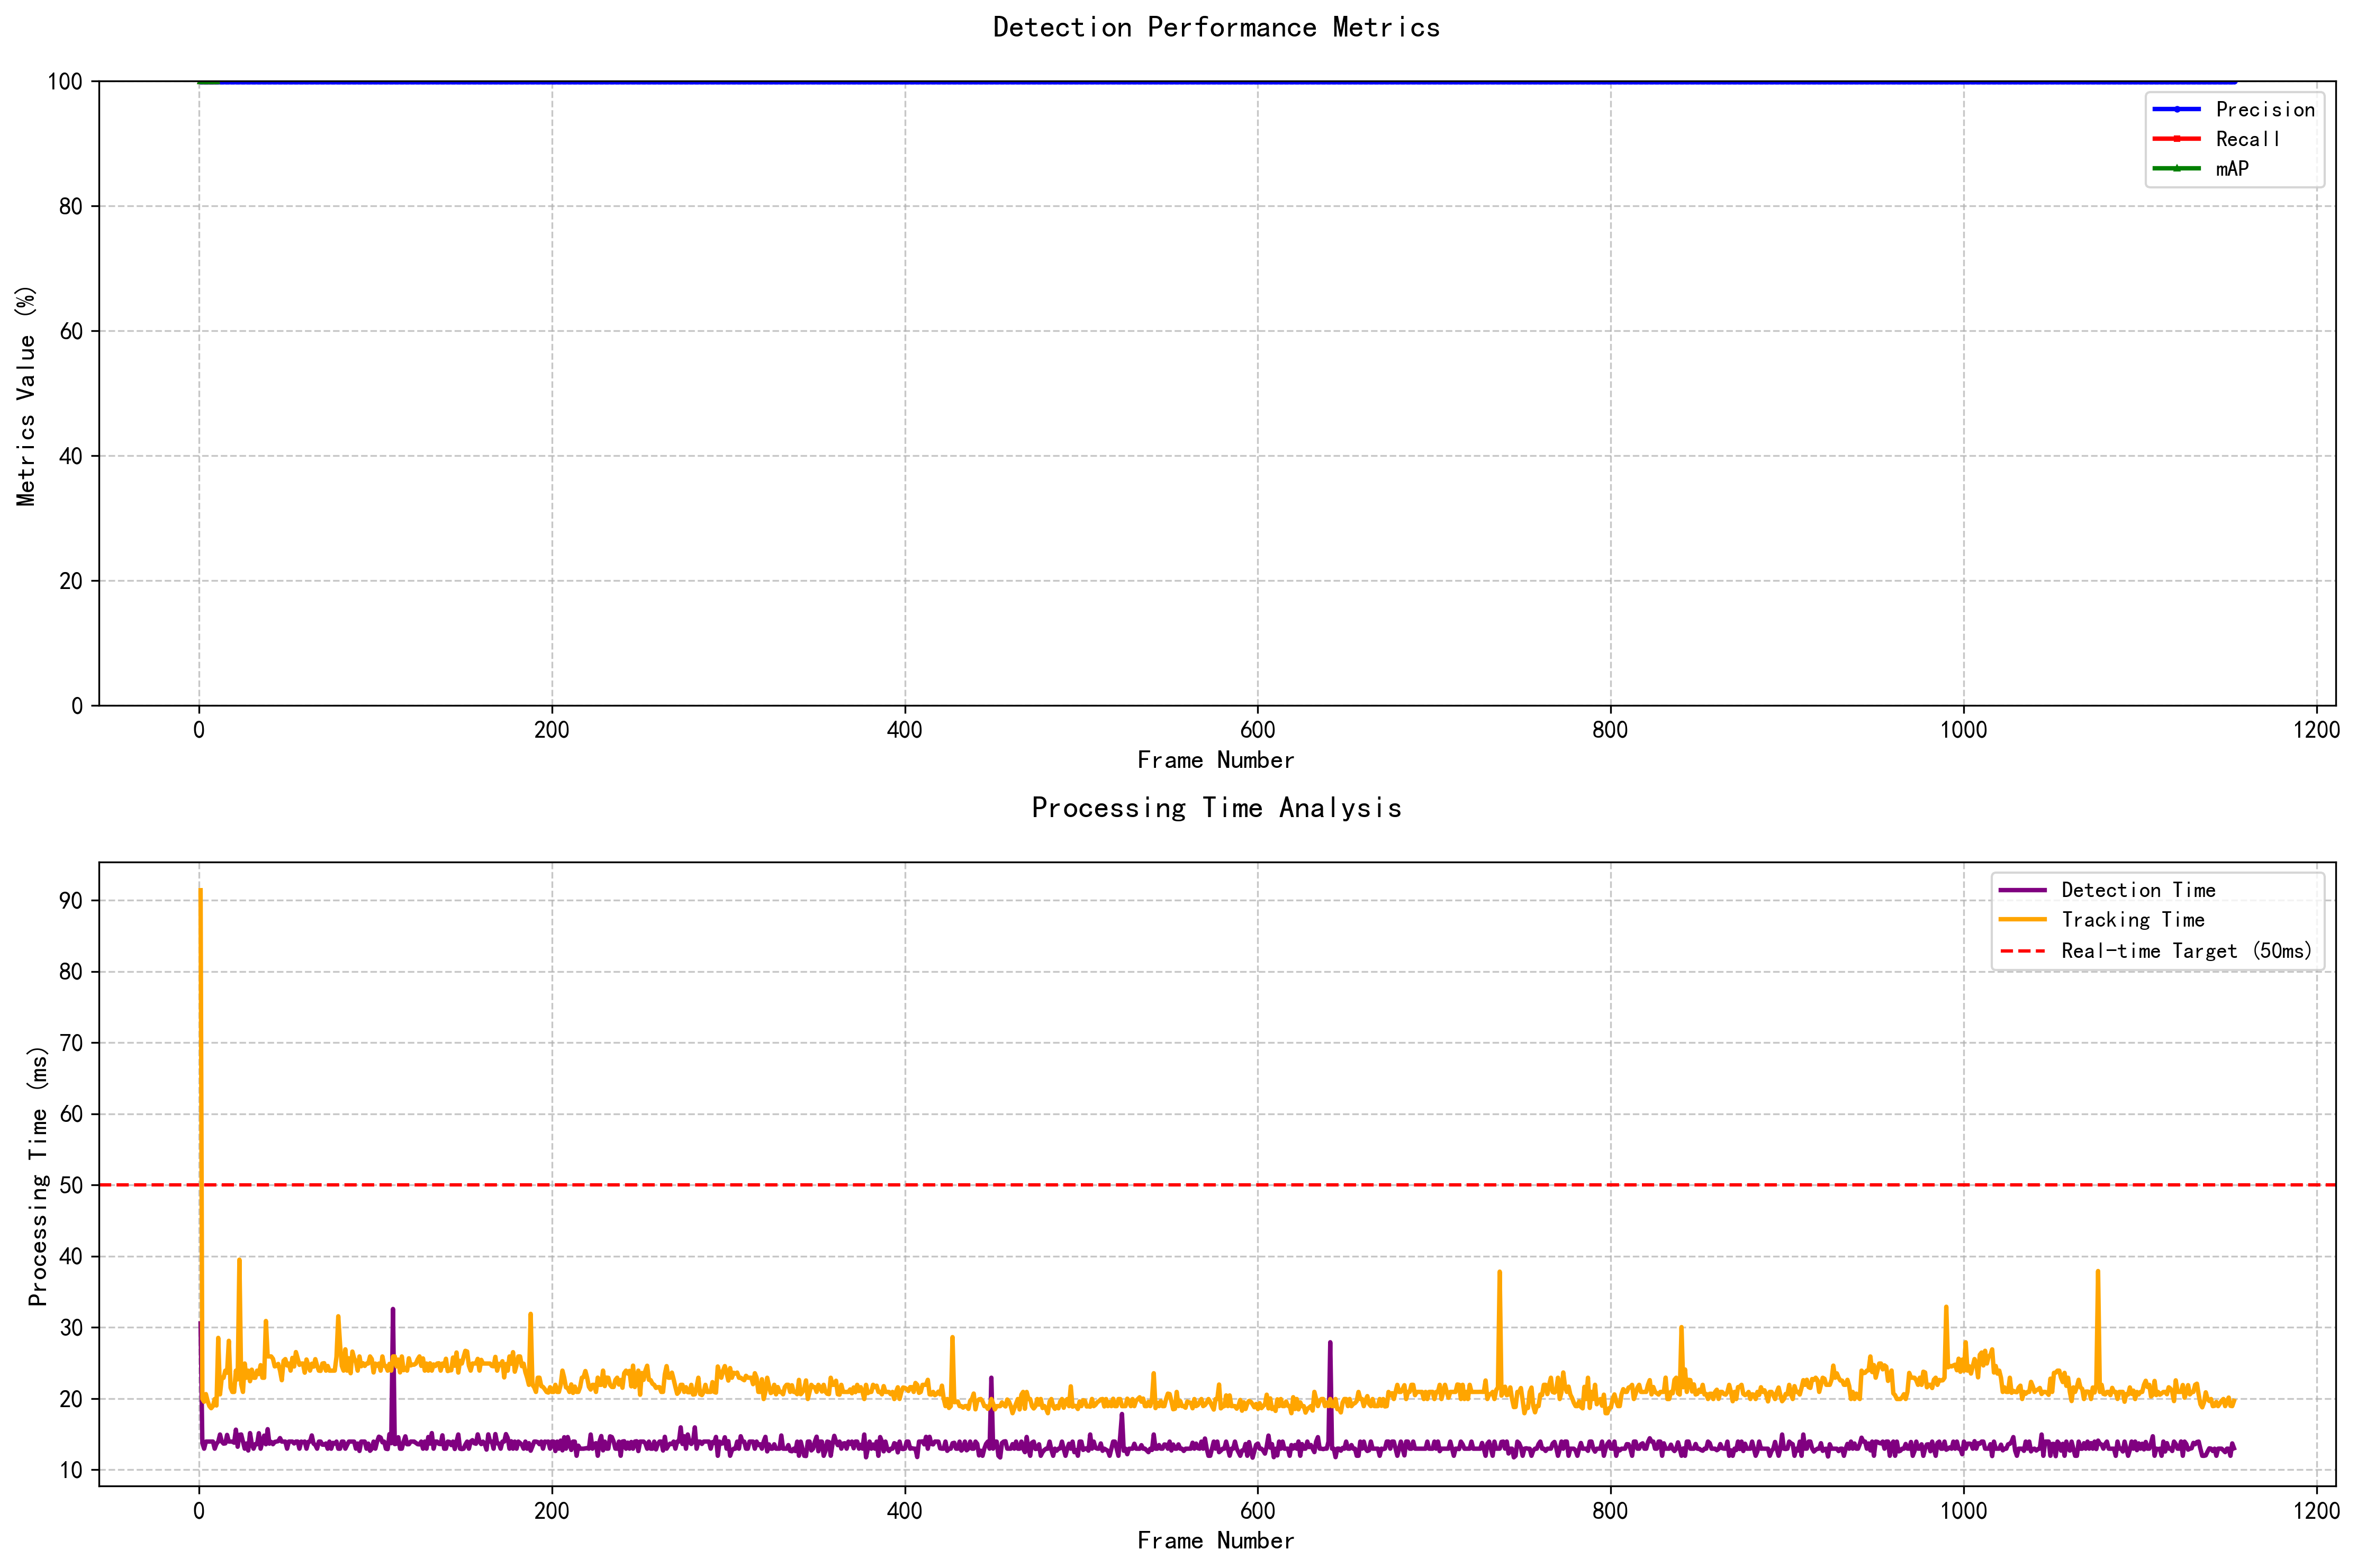 Detection Performance Metrics
Metrics Value (%)
100
80
60
40
20
0
Precision
Recall
mAP
0 200 400 600 800 1000 1200
Frame Number
Processing Time Analysis
Processing Time (ms)
90
80
70
60
50
40
30
20
10
Detection Time
Tracking Time
Real-time Target (50ms)
0 200 400 600 800 1000 1200
Frame Number